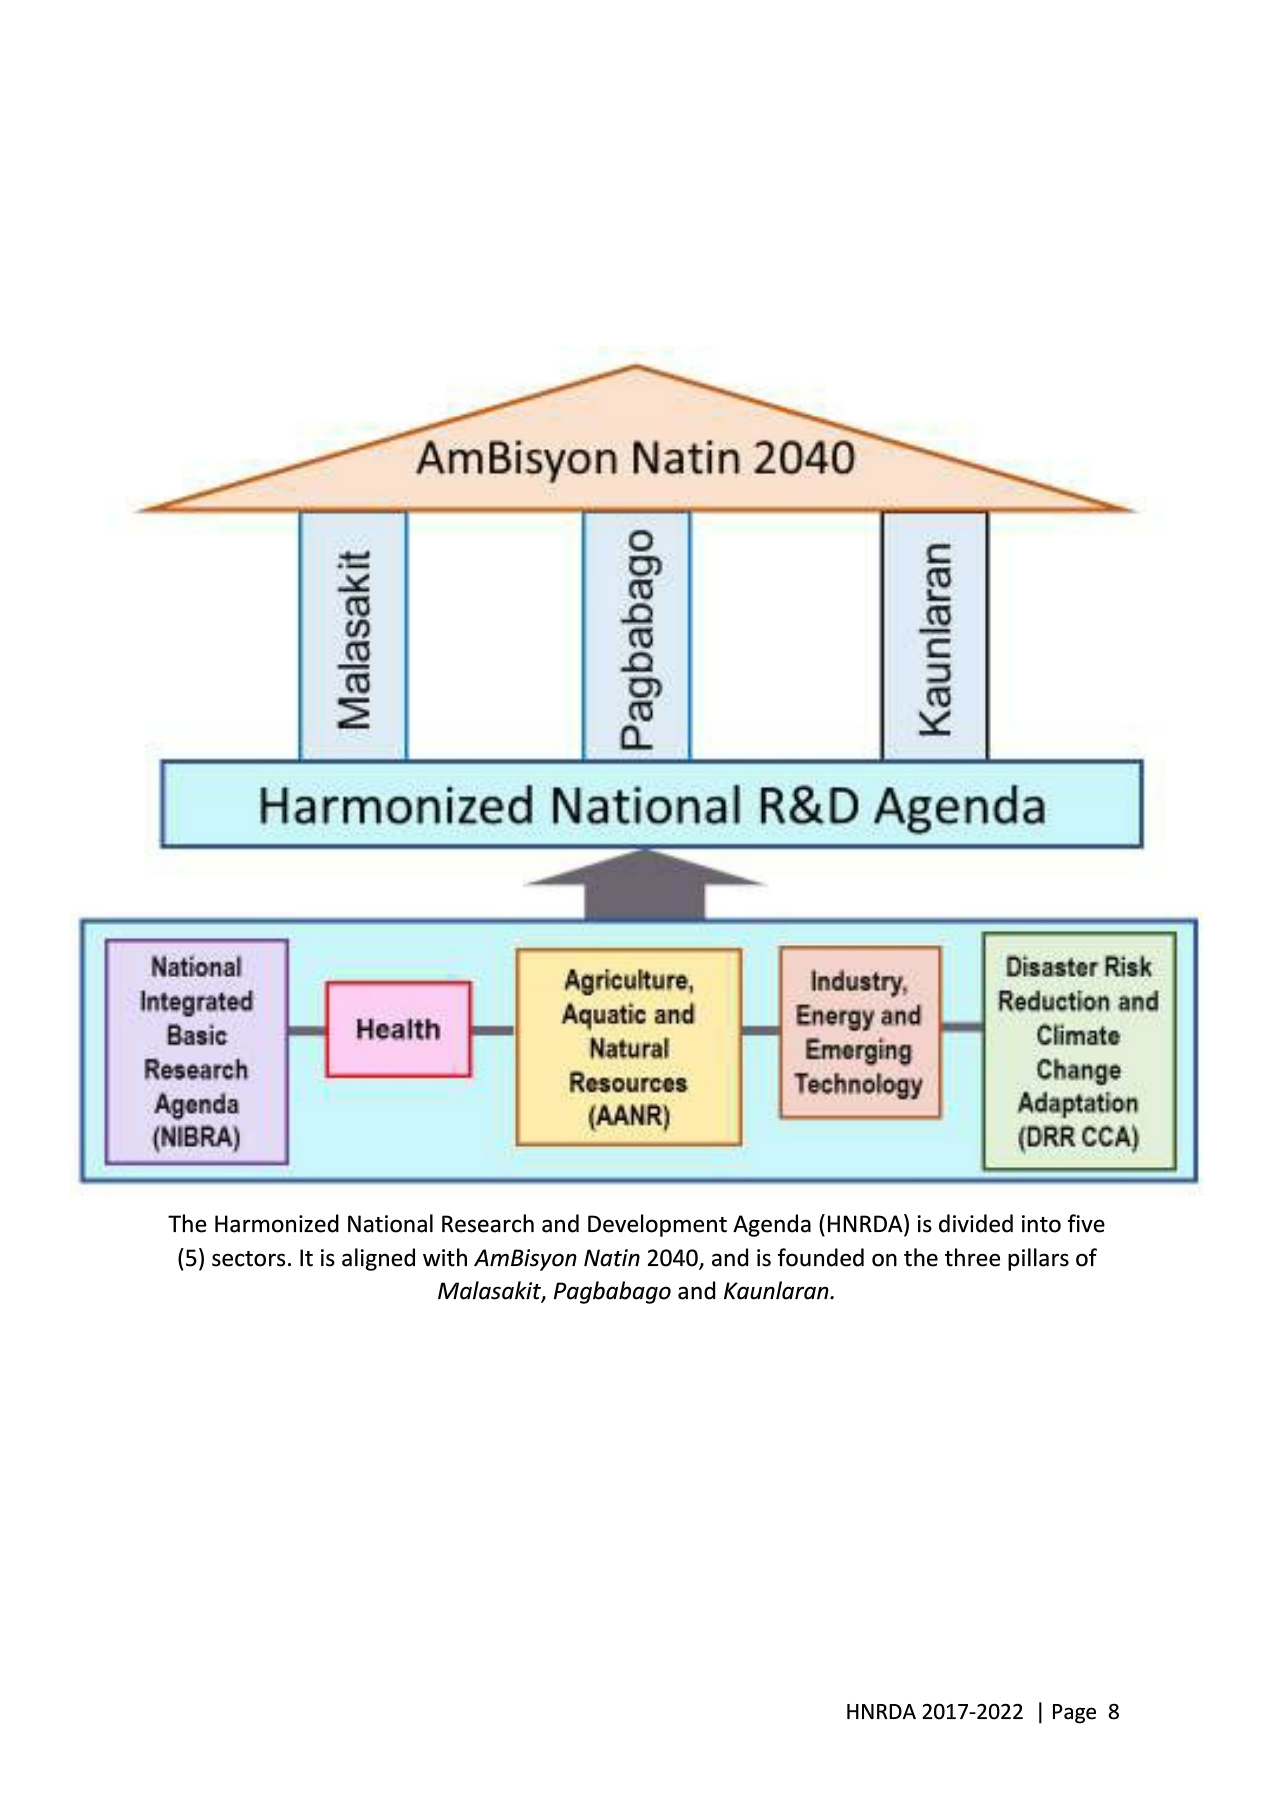 AmBisyon Natin 2040
Malasakit
Pagbabago
Kaunlaran
Harmonized National R&D Agenda
National
Integrated
Basic
Research
Agenda
(NIBRA)
Health
Agriculture,
Aquatic and
Natural
Resources
(AANR)
Industry,
Energy and
Emerging
Technology
Disaster Risk
Reduction and
Climate
Change
Adaptation
(DRR CCA)
The Harmonized National Research and Development Agenda (HNRDA) is divided into five
(5) sectors. It is aligned with AmBisyon Natin 2040, and is founded on the three pillars of
Malasakit, Pagbabago and Kaunlaran.
HNRDA 2017-2022 | Page 8